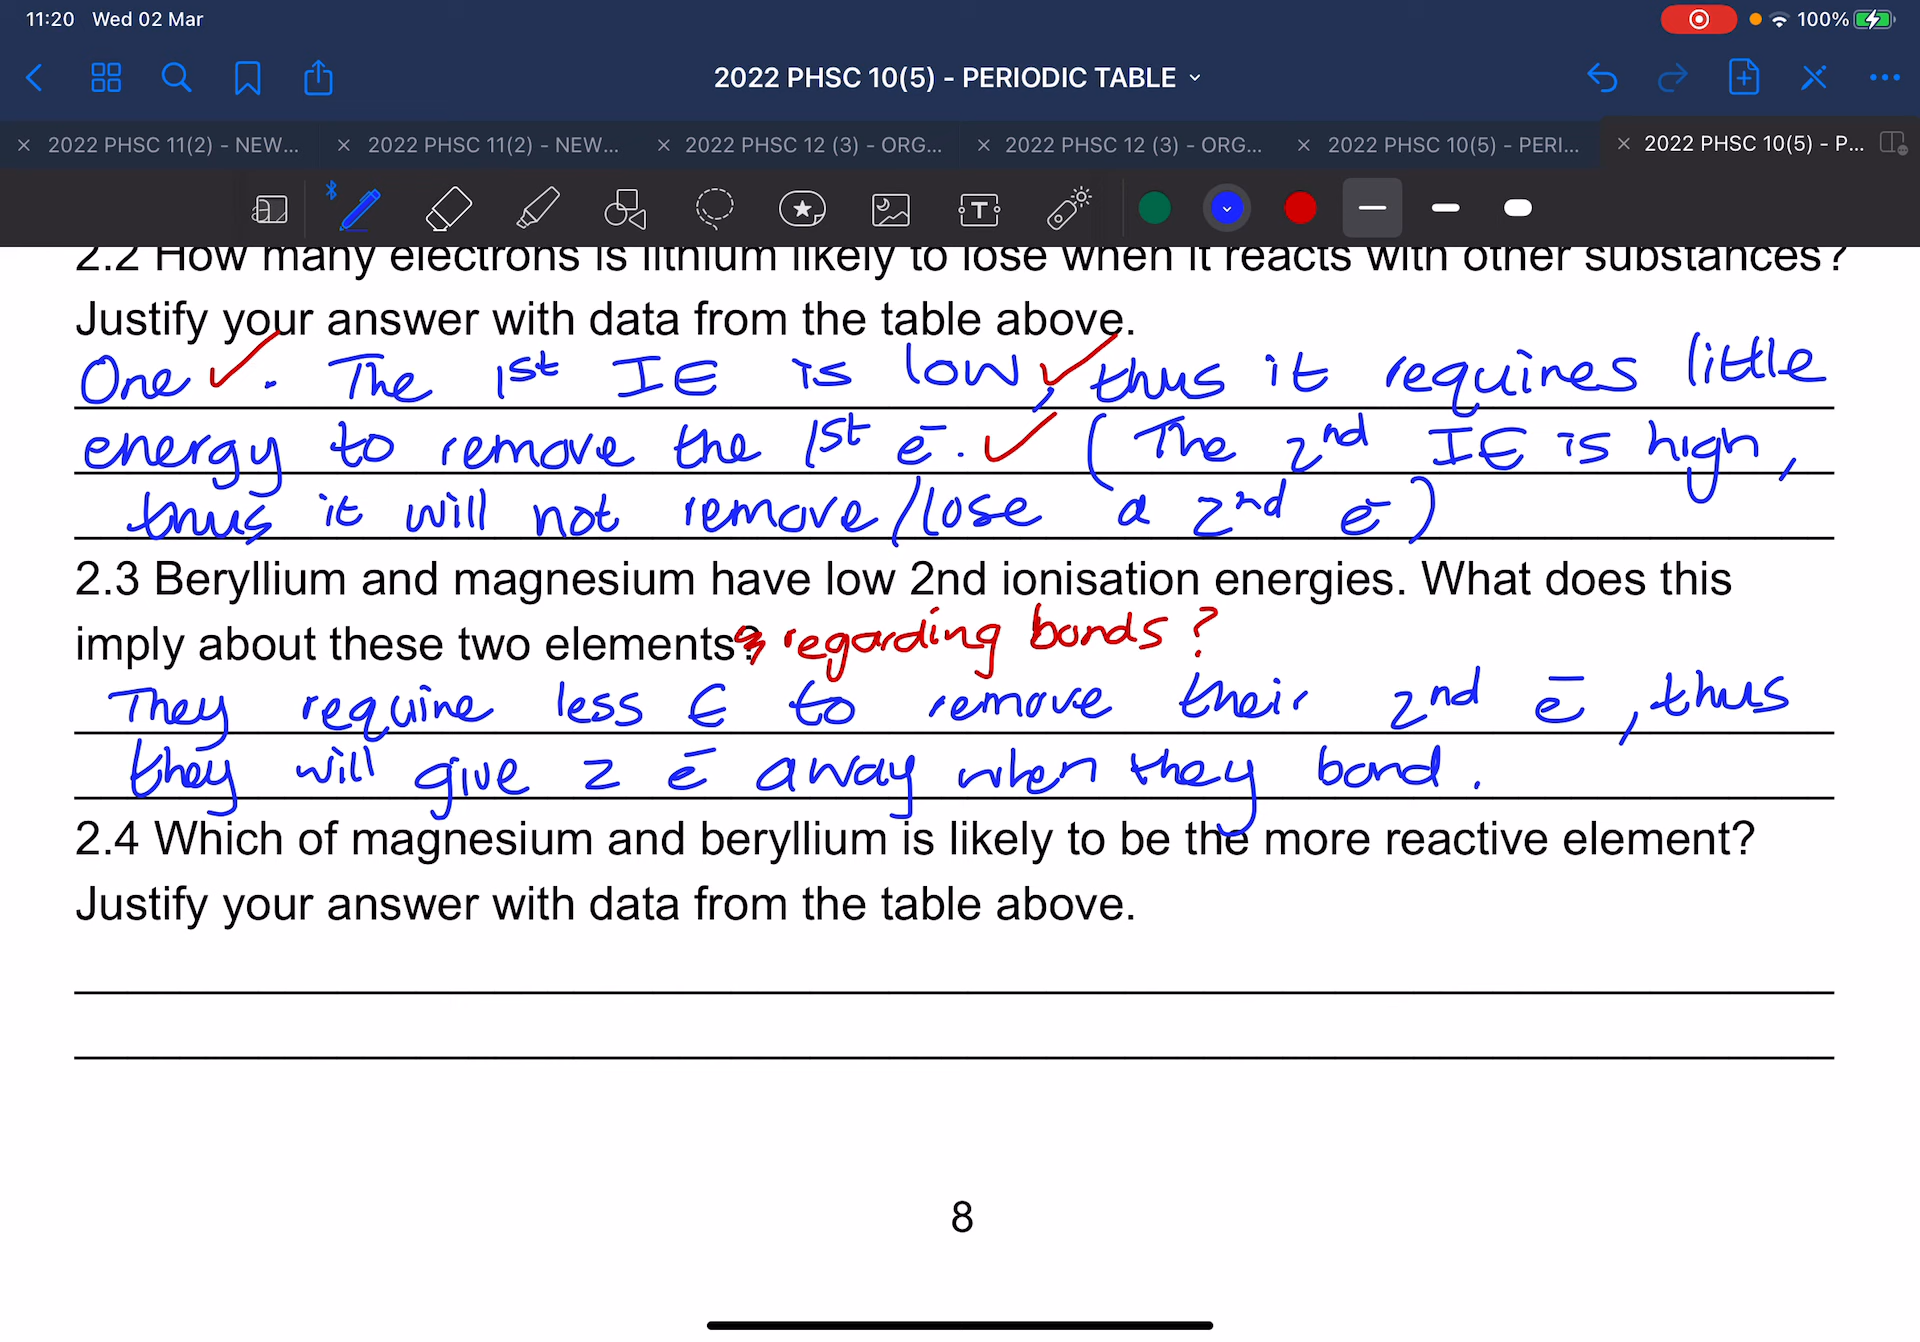 11:20 Wed 02 Mar 100%
2022 PHSC 10(5) - PERIODIC TABLE
2022 PHSC 11(2) - NEW... 2022 PHSC 11(2) - NEW... 2022 PHSC 12 (3) - ORG... 2022 PHSC 12 (3) - ORG... 2022 PHSC 10(5) - PERI... 2022 PHSC 10(5) - P...
2.2 How many electrons is lithium likely to lose when it reacts with other substances?
Justify your answer with data from the table above.
One ✓. The 1st IE is low, ✓ thus it requires little
energy to remove the 1st e⁻. ✓ (The 2nd IE is high,
thus it will not remove/lose a 2nd e⁻)
2.3 Beryllium and magnesium have low 2nd ionisation energies. What does this
imply about these two elements? regarding bonds?
They require less E to remove their 2nd e⁻, thus
they will give 2 e⁻ away when they bond.
2.4 Which of magnesium and beryllium is likely to be the more reactive element?
Justify your answer with data from the table above.
8